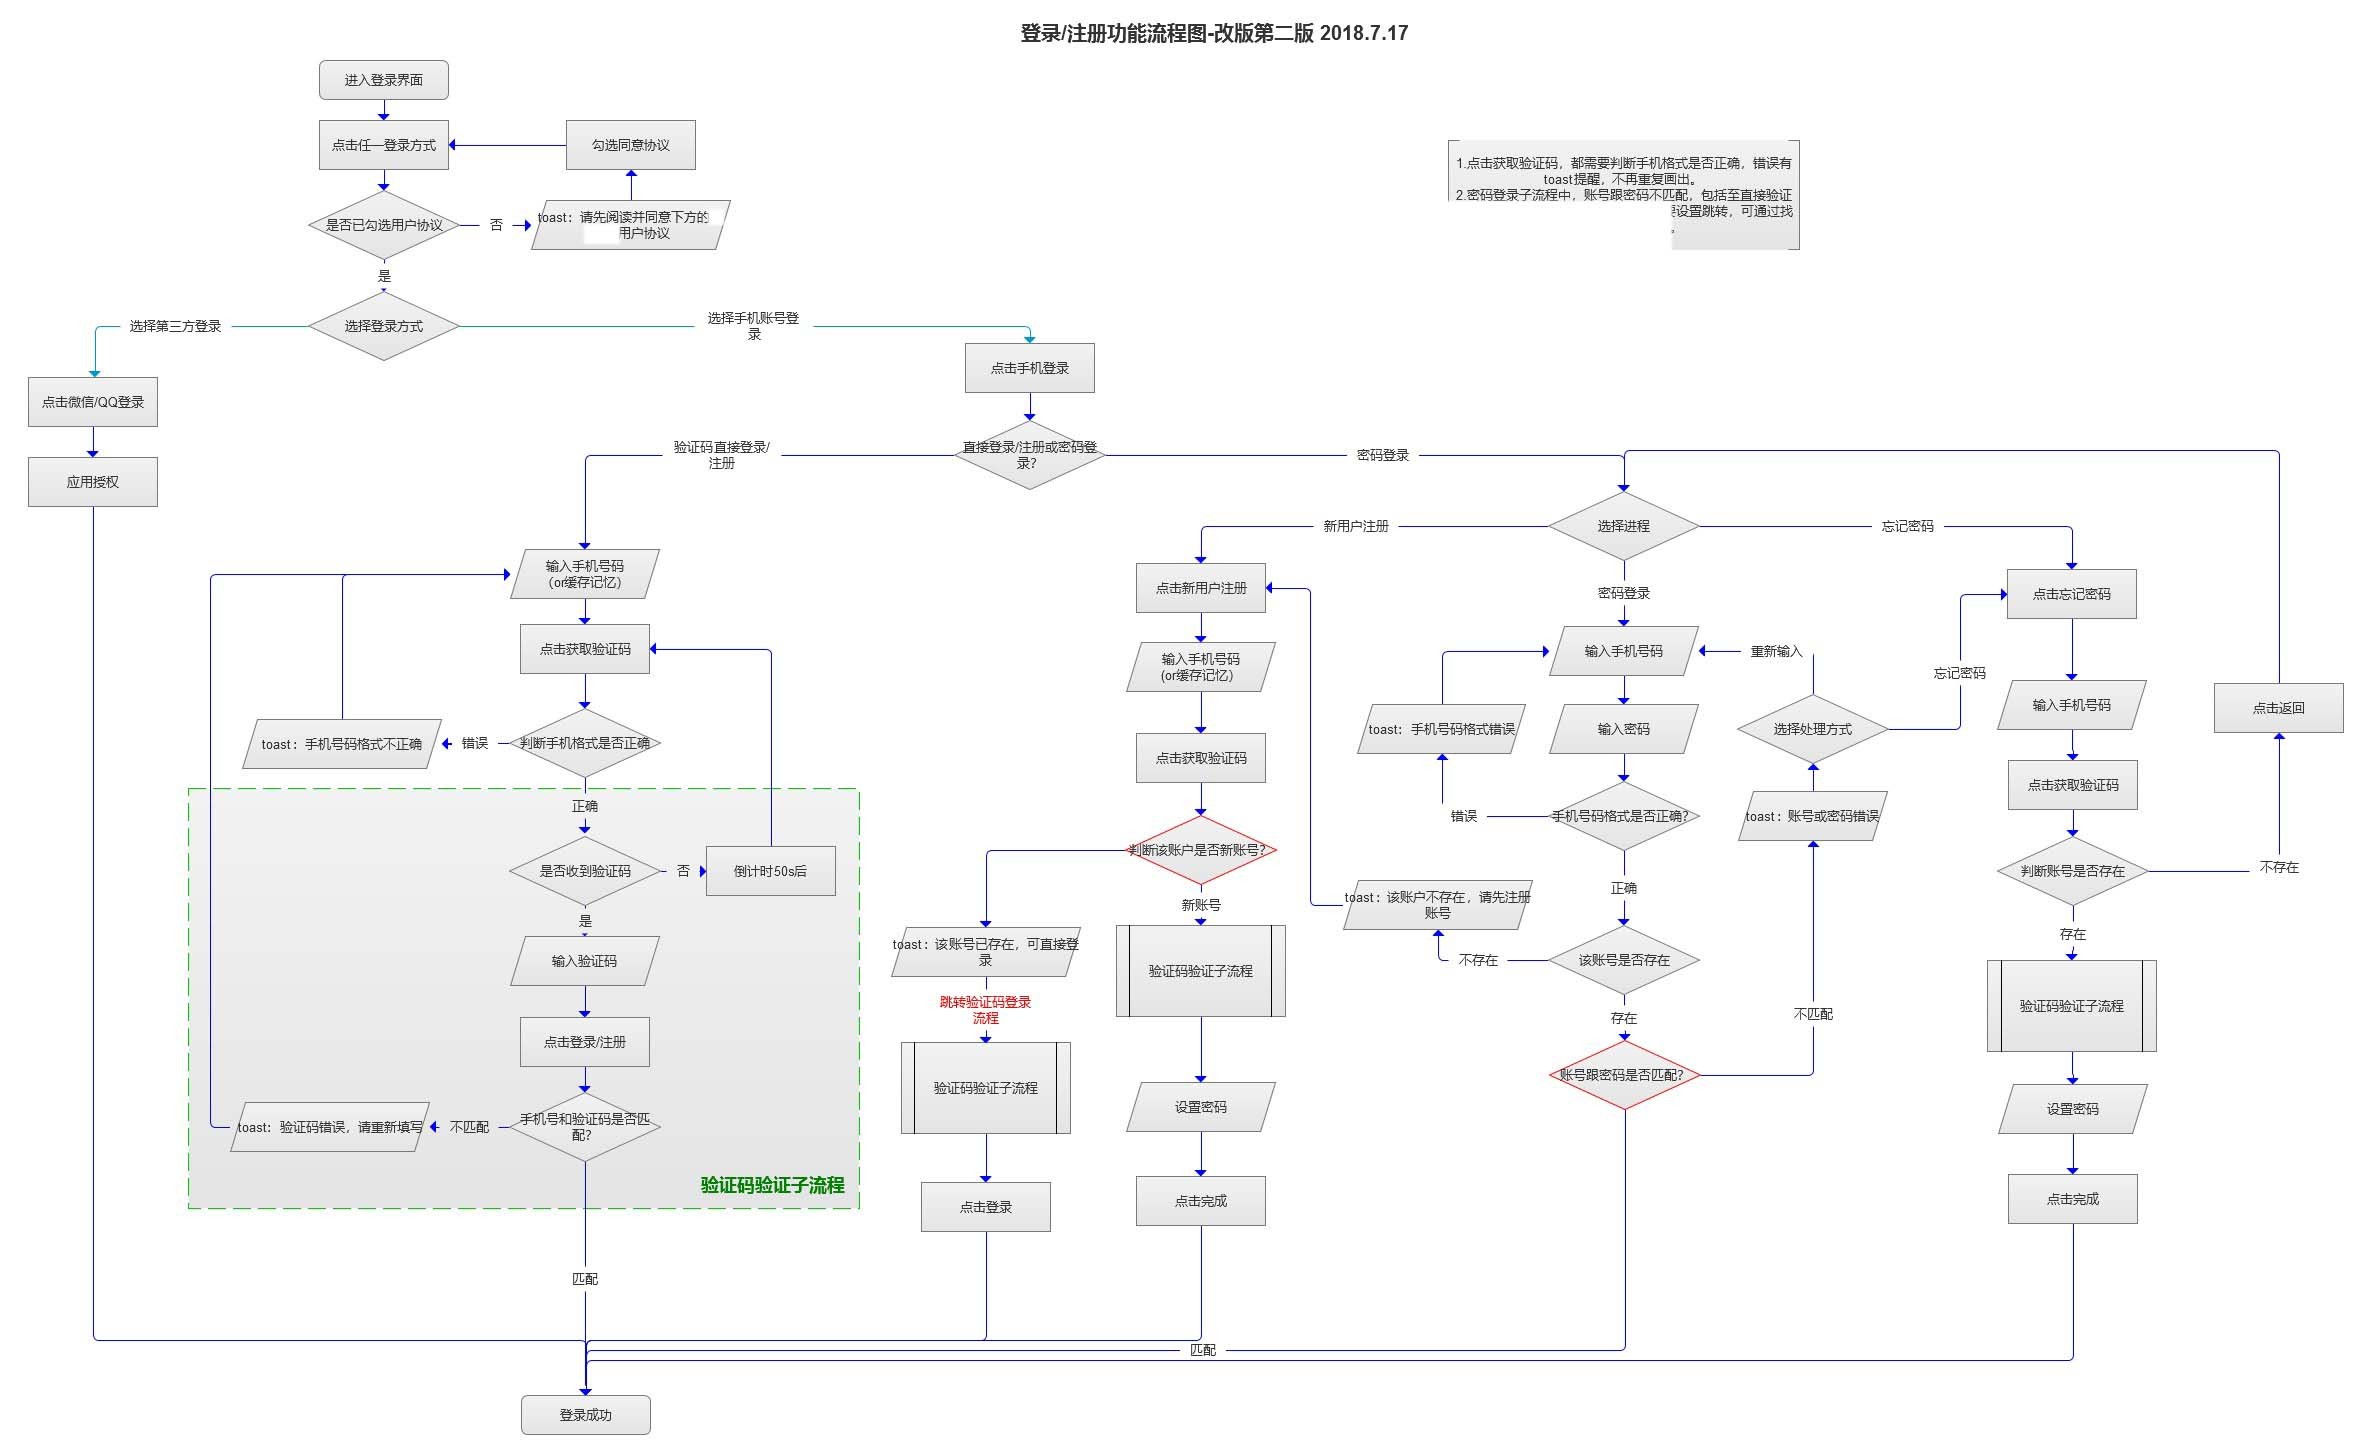 登录/注册功能流程图-改版第二版 2018.7.17
进入登录界面
点击任一登录方式
勾选同意协议
是否已勾选用户协议
否
toast：请先阅读并同意下方的
用户协议
是
1.点击获取验证码，都需要判断手机格式是否正确，错误有
toast提醒，不再重复画出。
2.密码登录子流程中，账号跟密码不匹配，包括至直接验证
设置跳转，可通过找
。
选择登录方式
选择第三方登录
选择手机账号登
录
点击微信/QQ登录
应用授权
点击手机登录
直接登录/注册或密码登
录？
验证码直接登录/
注册
密码登录
输入手机号码
（or缓存记忆）
点击获取验证码
判断手机格式是否正确
错误
toast：手机号码格式不正确
正确
是否收到验证码
否
倒计时50s后
是
输入验证码
点击登录/注册
手机号和验证码是否匹
配？
不匹配
toast：验证码错误，请重新填写
验证码验证子流程
匹配
选择进程
新用户注册
忘记密码
密码登录
点击新用户注册
输入手机号码
（or缓存记忆）
点击获取验证码
判断该账户是否新账号？
新账号
toast：该账号已存在，可直接登
录
跳转验证码登录
流程
验证码验证子流程
点击登录
验证码验证子流程
设置密码
点击完成
输入手机号码
输入密码
手机号码格式是否正确？
错误
toast：手机号码格式错误
正确
该账号是否存在
不存在
toast：该账户不存在，请先注册
账号
存在
账号跟密码是否匹配？
不匹配
toast：账号或密码错误
选择处理方式
重新输入
忘记密码
匹配
点击忘记密码
输入手机号码
点击获取验证码
判断账号是否存在
不存在
点击返回
存在
验证码验证子流程
设置密码
点击完成
登录成功